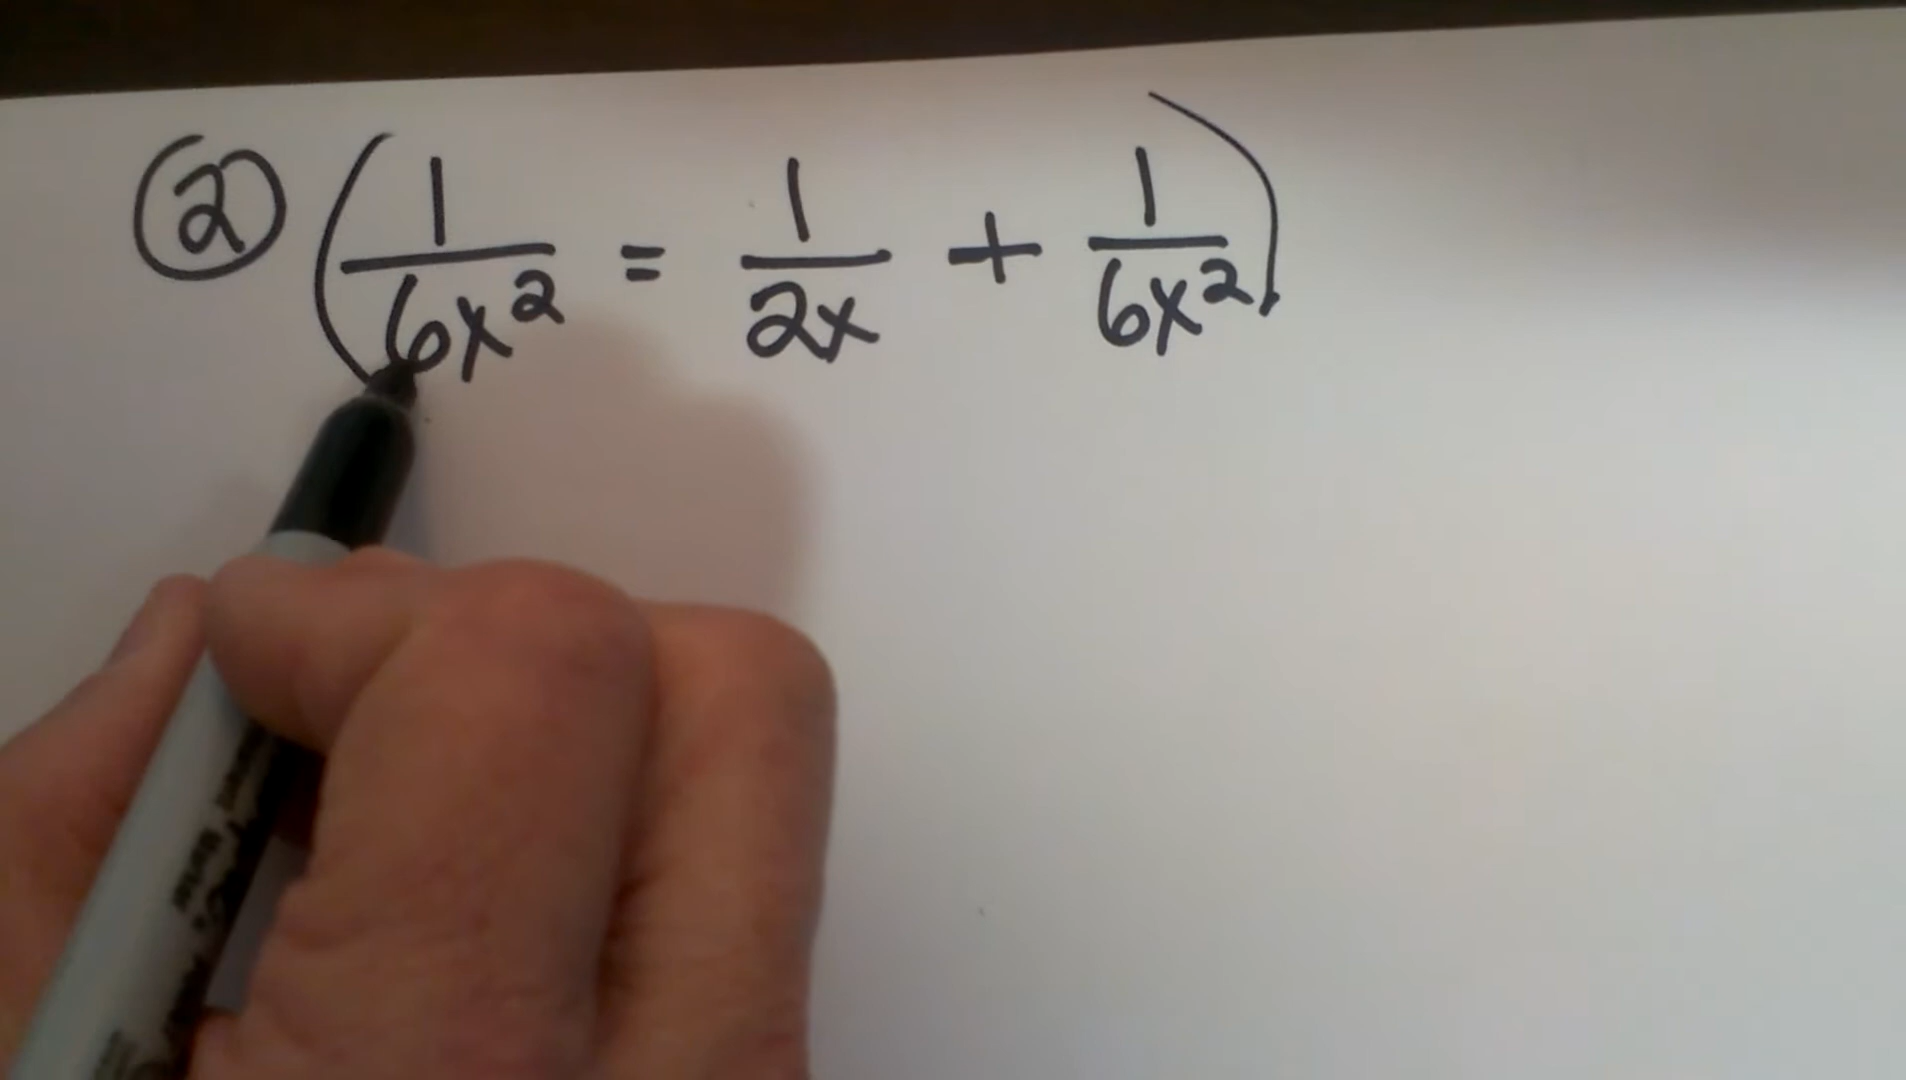 ② (1/6x² = 1/2x + 1/6x²)